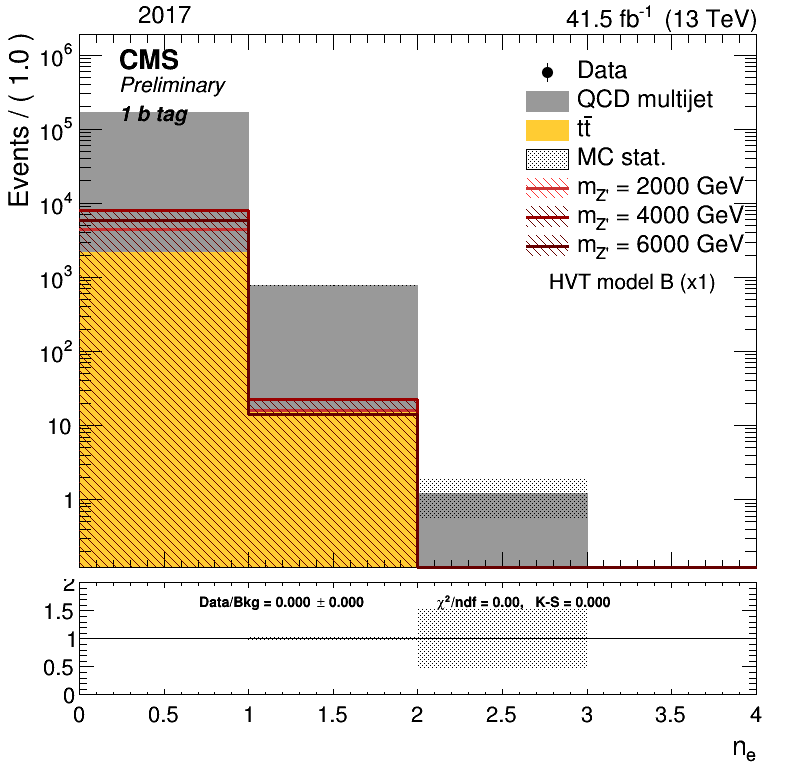 2017
41.5 fb⁻¹ (13 TeV)
Events / ( 1.0 )
CMS
Preliminary
1 b tag
Data
QCD multijet
tt̄
MC stat.
m_Z' = 2000 GeV
m_Z' = 4000 GeV
m_Z' = 6000 GeV
HVT model B (x1)
10⁶
10⁵
10⁴
10³
10²
10
1
Data/Bkg = 0.000 ± 0.000
χ²/ndf = 0.00, K-S = 0.000
2
1.5
1
0.5
0
0 0.5 1 1.5 2 2.5 3 3.5 4
n_e